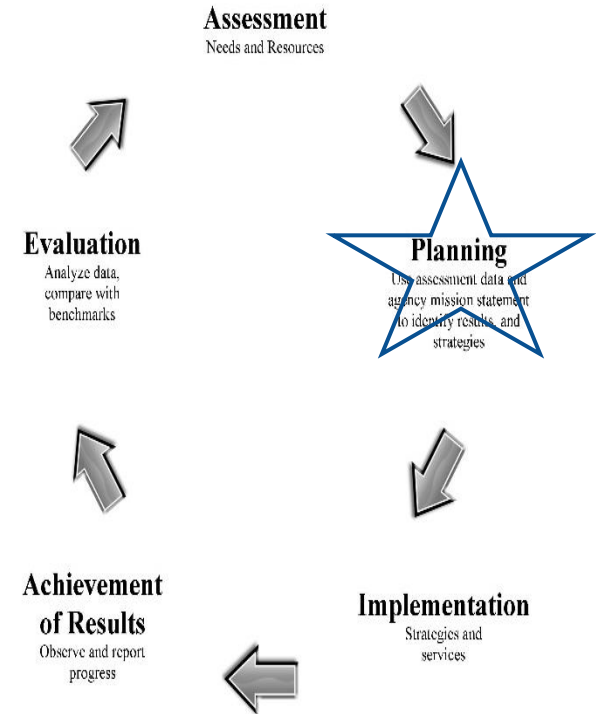 Assessment
Needs and Resources
Planning
Use assessment data and
agency mission statement
to identify results, and
strategies
Implementation
Strategies and
services
Achievement
of Results
Observe and report
progress
Evaluation
Analyze data,
compare with
benchmarks